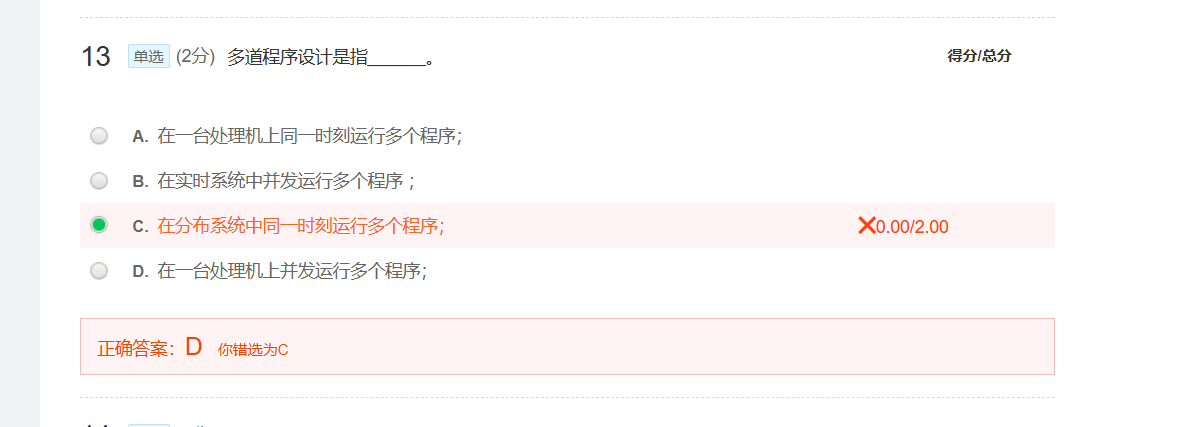 13 单选 (2分) 多道程序设计是指______。 得分/总分
A. 在一台处理机上同一时刻运行多个程序；
B. 在实时系统中并发运行多个程序 ；
C. 在分布系统中同一时刻运行多个程序； 0.00/2.00
D. 在一台处理机上并发运行多个程序；
正确答案：D 你错选为C